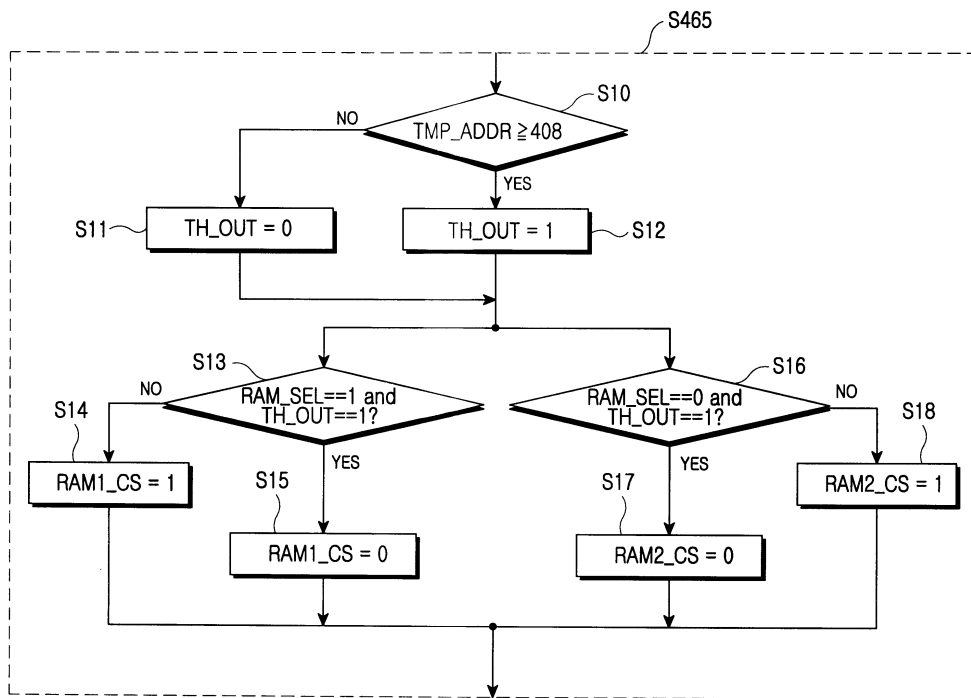 S465
S10
NO
TMP_ADDR ≧ 408
YES
S11
TH_OUT = 0
TH_OUT = 1
S12
S13
S16
NO
RAM_SEL==1 and
TH_OUT==1?
RAM_SEL==0 and
TH_OUT==1?
NO
S14
S18
YES
YES
RAM1_CS = 1
S15
S17
RAM2_CS = 1
RAM1_CS = 0
RAM2_CS = 0